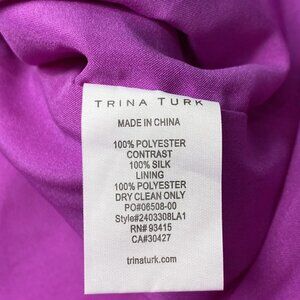 TRINA TURK
MADE IN CHINA
100% POLYESTER
CONTRAST
100% SILK
LINING
100% POLYESTER
DRY CLEAN ONLY
PO#06508-00
Style#2403308LA1
RN# 93415
CA#30427
trinaturk.com